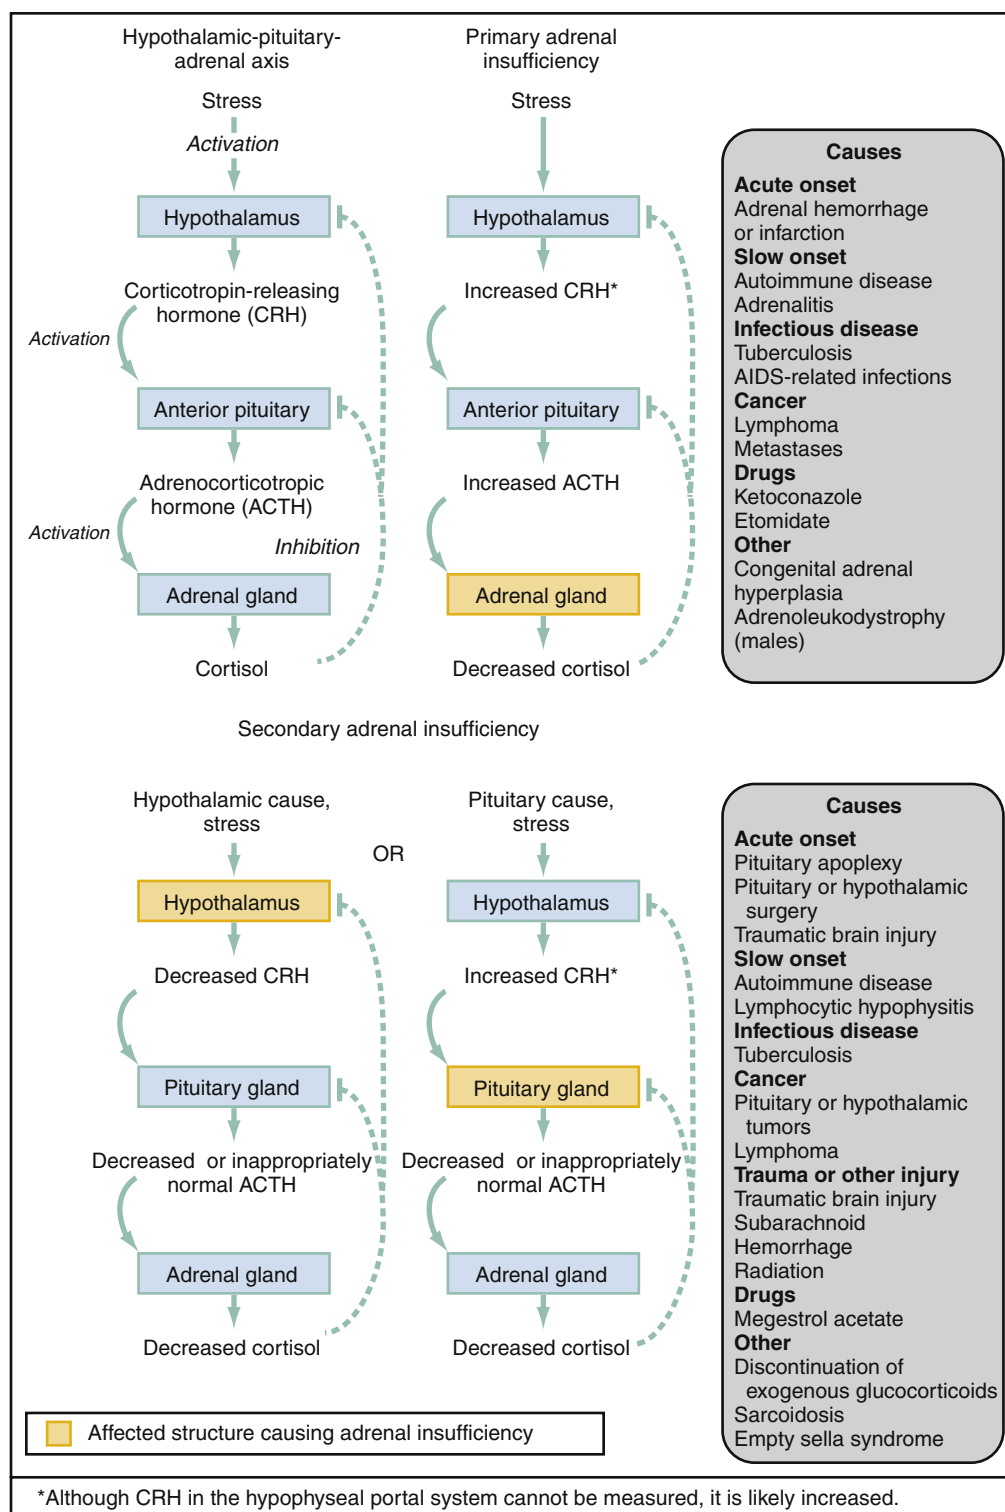 Hypothalamic-pituitary-
adrenal axis
Stress
Activation
Hypothalamus
Corticotropin-releasing
hormone (CRH)
Activation
Anterior pituitary
Adrenocorticotropic
hormone (ACTH)
Activation
Inhibition
Adrenal gland
Cortisol
Primary adrenal
insufficiency
Stress
Hypothalamus
Increased CRH*
Anterior pituitary
Increased ACTH
Adrenal gland
Decreased cortisol
Causes
Acute onset
Adrenal hemorrhage
or infarction
Slow onset
Autoimmune disease
Adrenalitis
Infectious disease
Tuberculosis
AIDS-related infections
Cancer
Lymphoma
Metastases
Drugs
Ketoconazole
Etomidate
Other
Congenital adrenal
hyperplasia
Adrenoleukodystrophy
(males)
Secondary adrenal insufficiency
Hypothalamic cause,
stress
Hypothalamus
Decreased CRH
Pituitary gland
Decreased or inappropriately
normal ACTH
Adrenal gland
Decreased cortisol
OR
Pituitary cause,
stress
Hypothalamus
Increased CRH*
Pituitary gland
Decreased or inappropriately
normal ACTH
Adrenal gland
Decreased cortisol
Causes
Acute onset
Pituitary apoplexy
Pituitary or hypothalamic
surgery
Traumatic brain injury
Slow onset
Autoimmune disease
Lymphocytic hypophysitis
Infectious disease
Tuberculosis
Cancer
Pituitary or hypothalamic
tumors
Lymphoma
Trauma or other injury
Traumatic brain injury
Subarachnoid
Hemorrhage
Radiation
Drugs
Megestrol acetate
Other
Discontinuation of
exogenous glucocorticoids
Sarcoidosis
Empty sella syndrome
Affected structure causing adrenal insufficiency
*Although CRH in the hypophyseal portal system cannot be measured, it is likely increased.